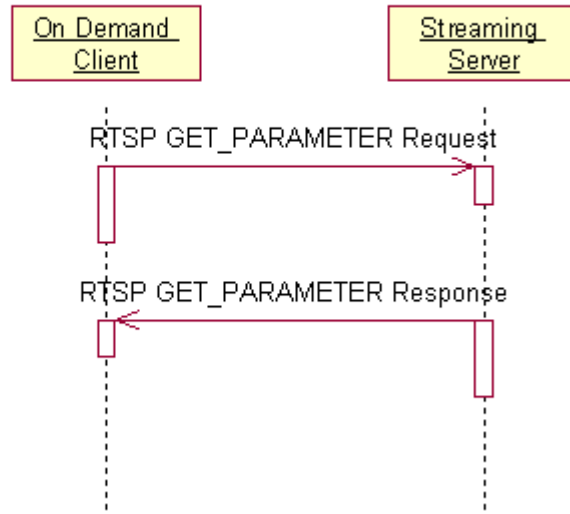 On Demand
Client
Streaming
Server
RTSP GET_PARAMETER Request
RTSP GET_PARAMETER Response